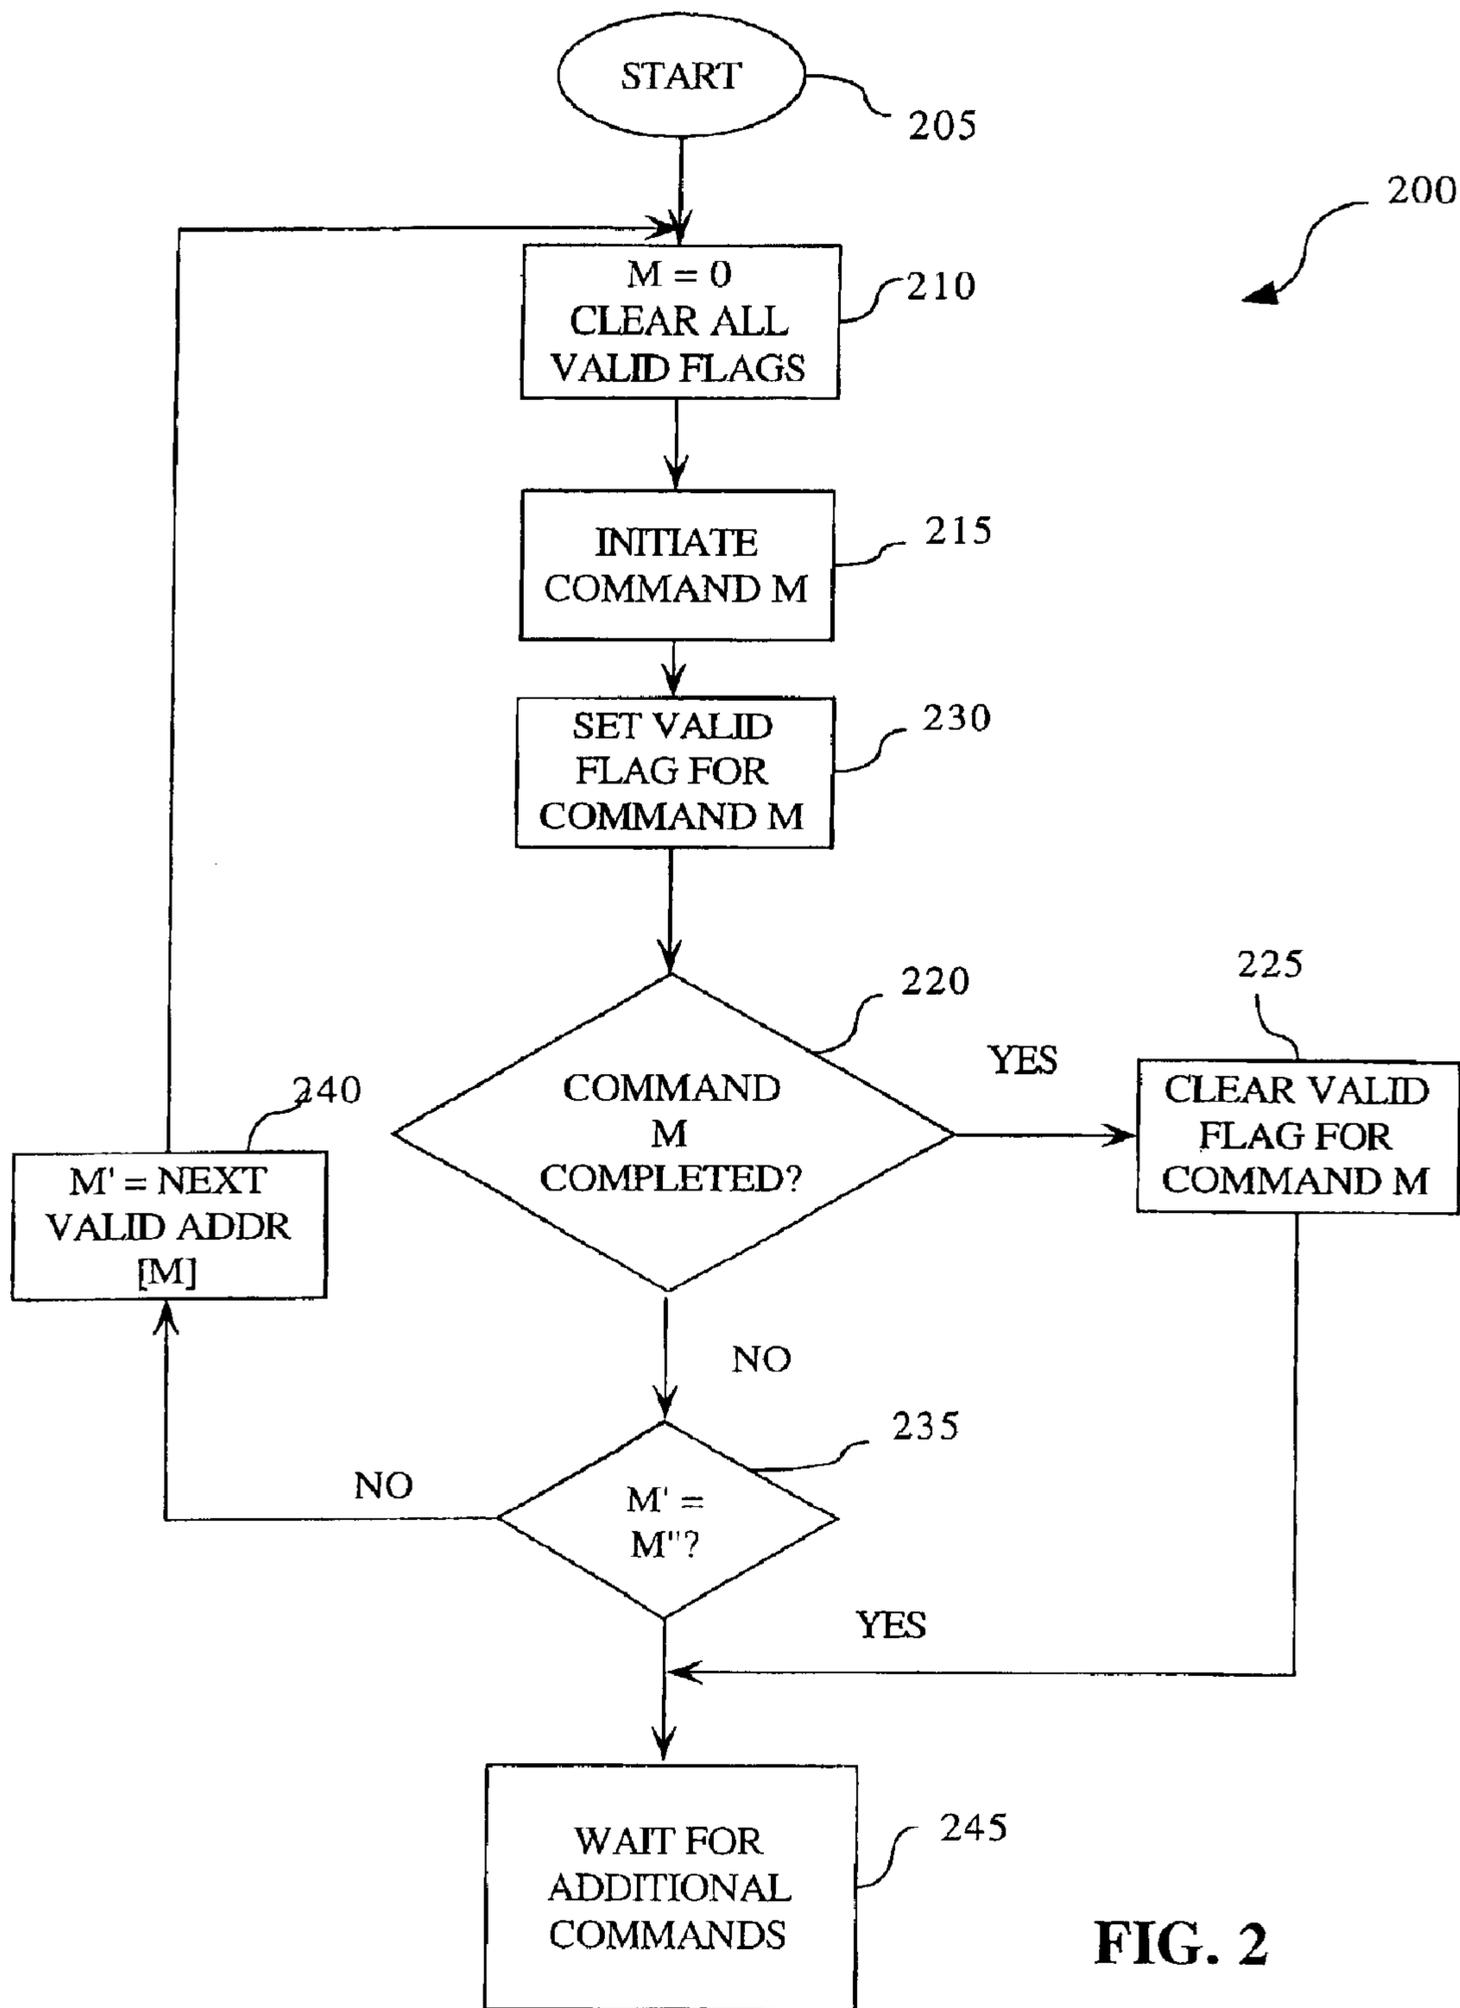 START
205
200
M = 0
CLEAR ALL
VALID FLAGS
210
INITIATE
COMMAND M
215
SET VALID
FLAG FOR
COMMAND M
230
COMMAND
M
COMPLETED?
220
YES
225
CLEAR VALID
FLAG FOR
COMMAND M
240
M' = NEXT
VALID ADDR
[M]
NO
235
NO
M' =
M"?
YES
WAIT FOR
ADDITIONAL
COMMANDS
245
FIG. 2